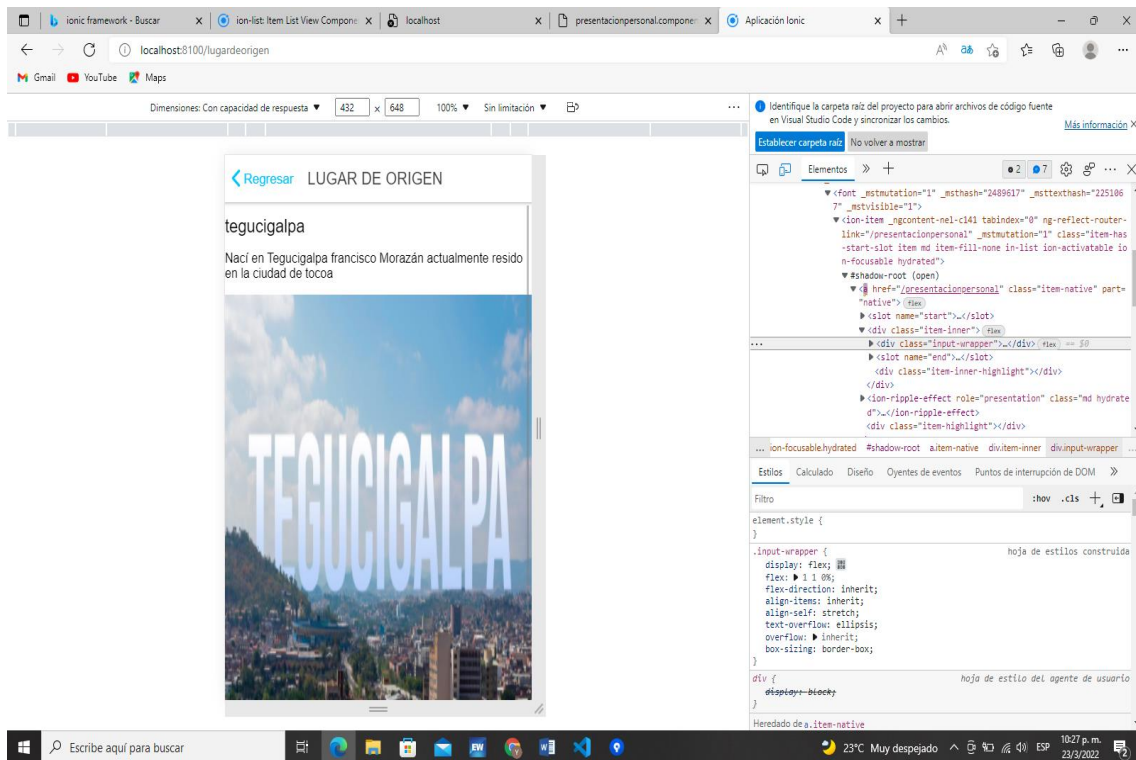 ionic framework - Buscar
ion-list: Item List View Compone
localhost
presentacionpersonal.componen
Aplicación Ionic
localhost:8100/lugardeorigen
Gmail YouTube Maps
Dimensiones: Con capacidad de respuesta ▼ 432 x 648 100% ▼ Sin limitación ▼
Regresar LUGAR DE ORIGEN
tegucigalpa
Nací en Tegucigalpa francisco Morazán actualmente resido
en la ciudad de tocoa
TEGUCIGALPA
Identifique la carpeta raíz del proyecto para abrir archivos de código fuente
en Visual Studio Code y sincronizar los cambios.
Más información
Establecer carpeta raíz No volver a mostrar
Elementos 2 7
▼<font _mstmutation="1" _msthash="2489617" _msttexthash="225106
7" _mstvisible="1">
▼<ion-item _ngcontent-nel-c141 tabindex="0" ng-reflect-router-
link="/presentacionpersonal" _mstmutation="1" class="item-has
-start-slot item md item-fill-none in-list ion-activatable io
n-focusable hydrated">
▼#shadow-root (open)
▼<a href="/presentacionpersonal" class="item-native" part=
"native"> flex
▶<slot name="start">…</slot>
▼<div class="item-inner"> flex
▶<div class="input-wrapper">…</div> flex == $0
▶<slot name="end">…</slot>
<div class="item-inner-highlight"></div>
</div>
▶<ion-ripple-effect role="presentation" class="md hydrate
d">…</ion-ripple-effect>
<div class="item-highlight"></div>
... ion-focusable.hydrated #shadow-root a.item-native div.item-inner div.input-wrapper ...
Estilos Calculado Diseño Oyentes de eventos Puntos de interrupción de DOM
Filtro :hov .cls
element.style {
}
.input-wrapper { hoja de estilos construida
display: flex;
flex: ▶ 1 1 0%;
flex-direction: inherit;
align-items: inherit;
align-self: stretch;
text-overflow: ellipsis;
overflow: ▶ inherit;
box-sizing: border-box;
}
div { hoja de estilo del agente de usuario
display: block;
}
Heredado de a.item-native
Escribe aquí para buscar
23°C Muy despejado ESP
10:27 p. m.
23/3/2022
2